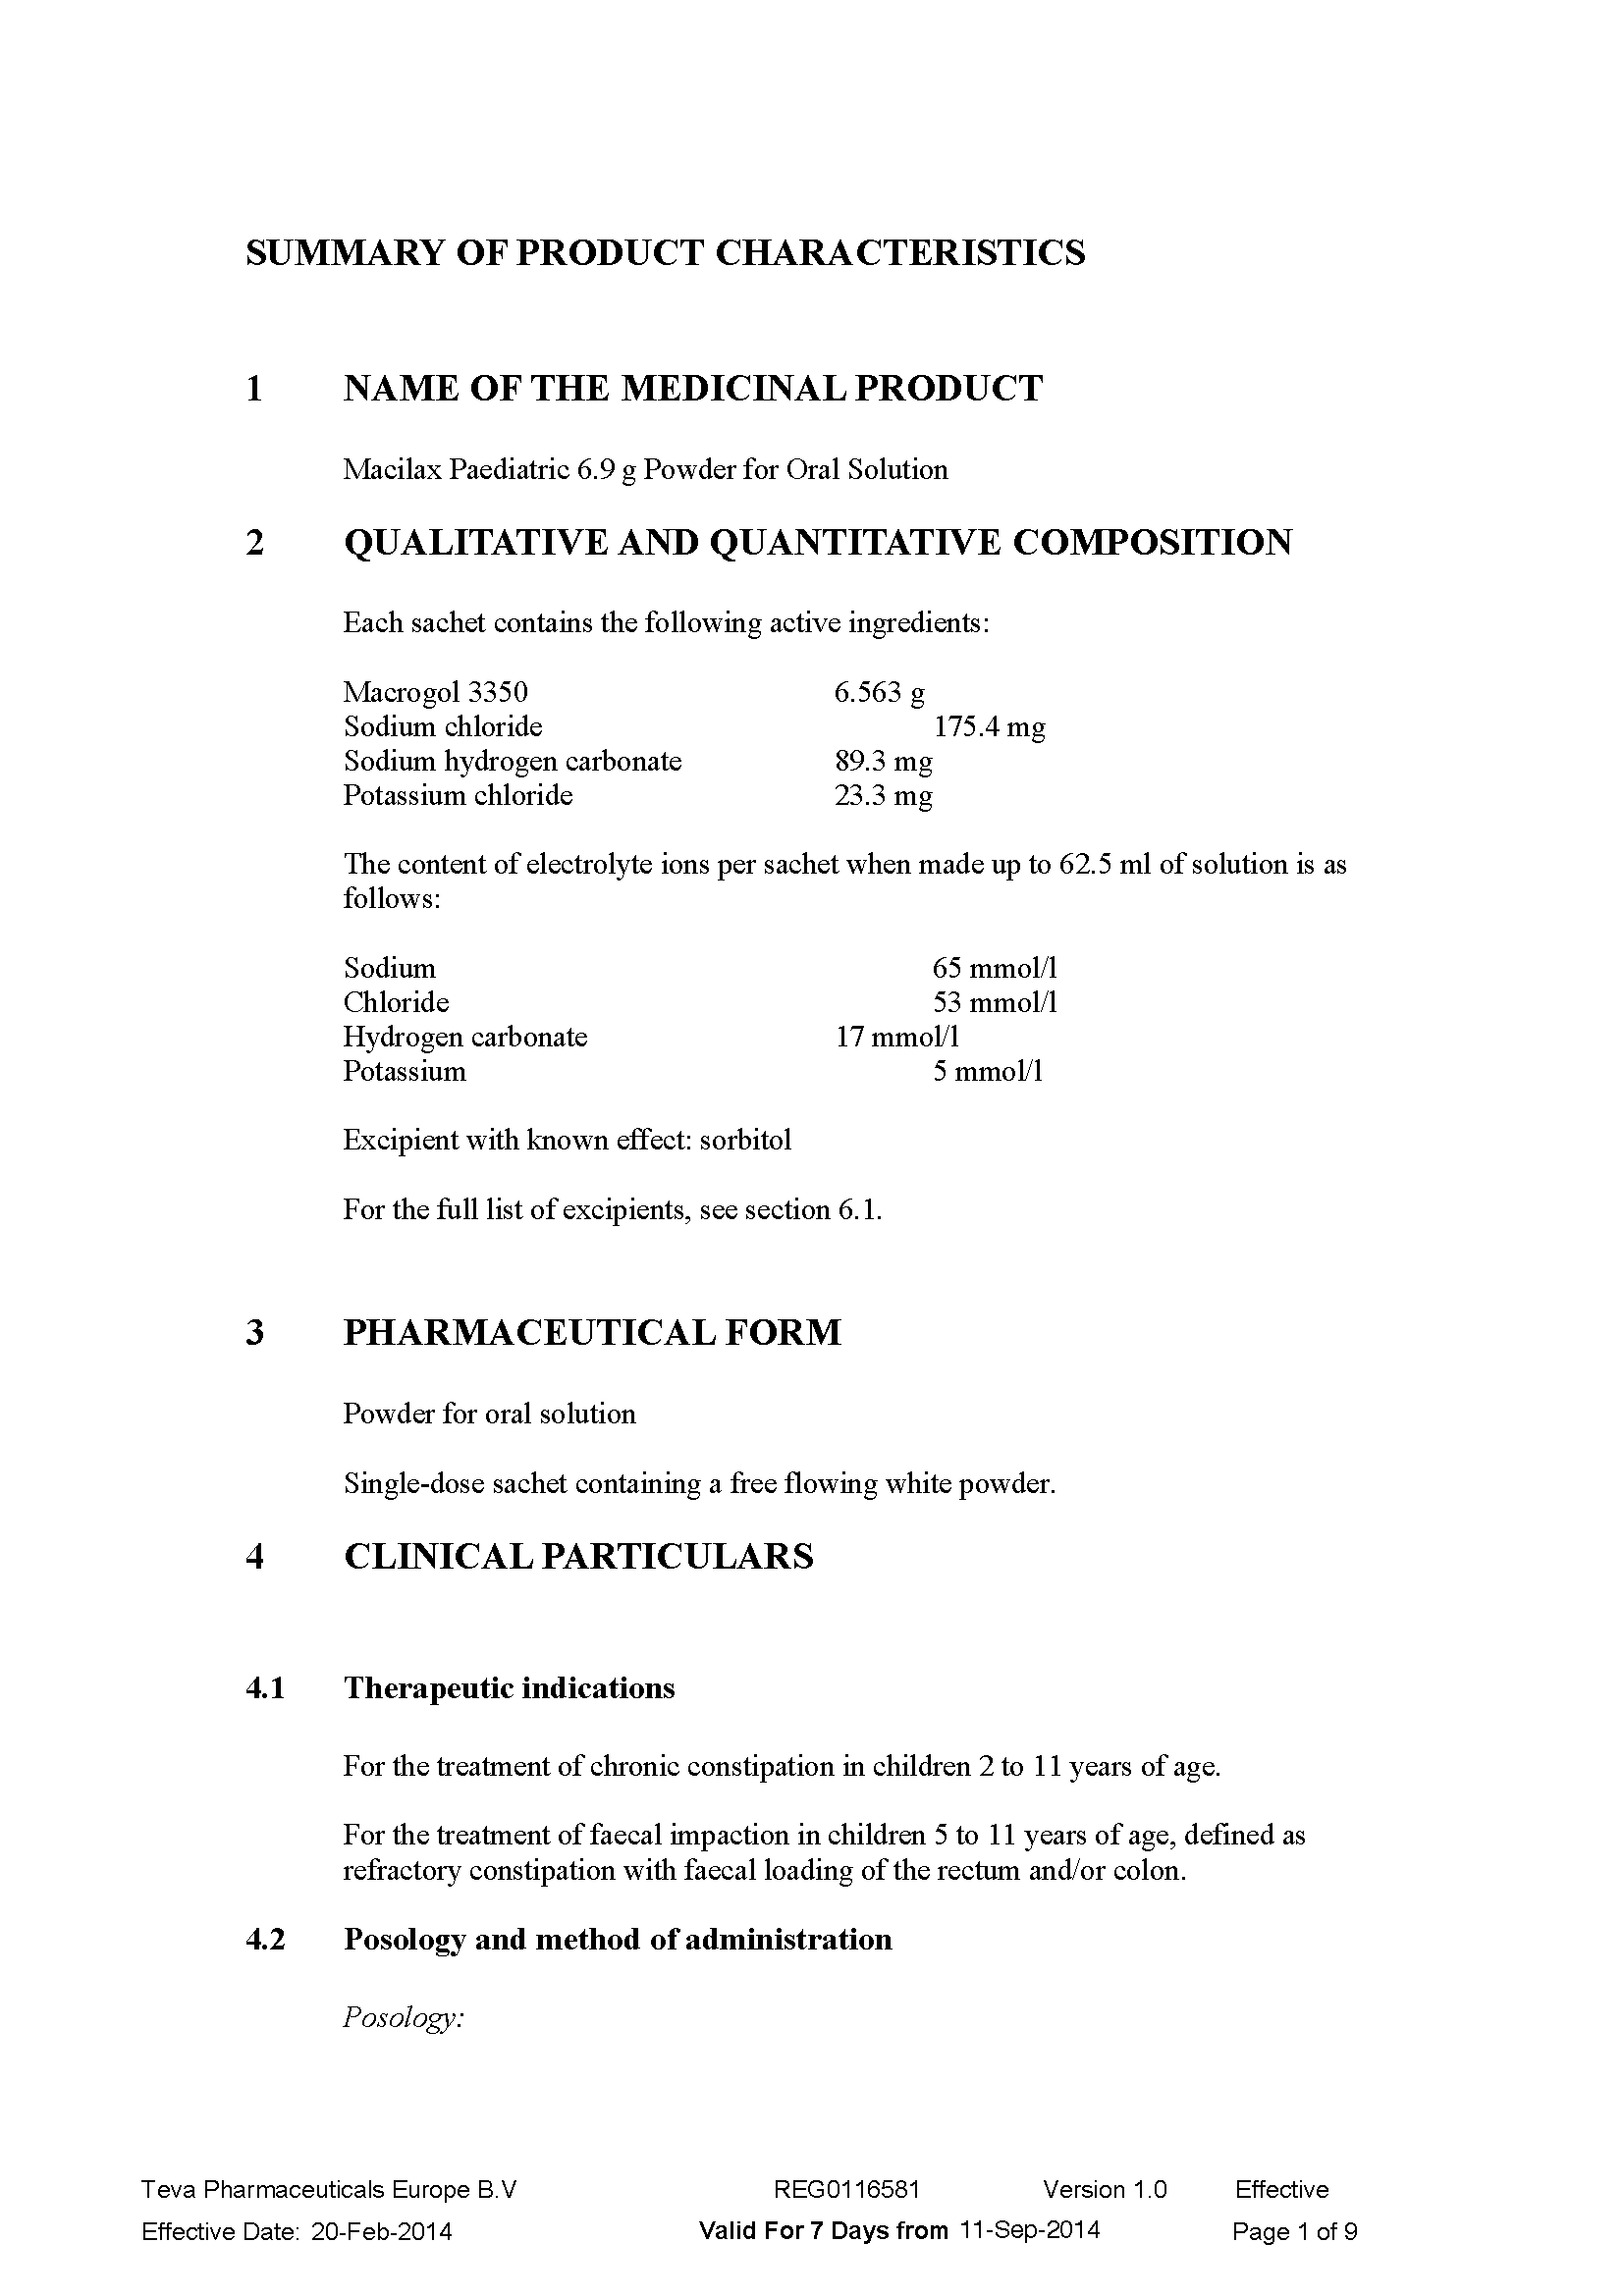 SUMMARY OF PRODUCT CHARACTERISTICS
1 NAME OF THE MEDICINAL PRODUCT
Macilax Paediatric 6.9 g Powder for Oral Solution
2 QUALITATIVE AND QUANTITATIVE COMPOSITION
Each sachet contains the following active ingredients:
Macrogol 3350 6.563 g
Sodium chloride 175.4 mg
Sodium hydrogen carbonate 89.3 mg
Potassium chloride 23.3 mg
The content of electrolyte ions per sachet when made up to 62.5 ml of solution is as
follows:
Sodium 65 mmol/l
Chloride 53 mmol/l
Hydrogen carbonate 17 mmol/l
Potassium 5 mmol/l
Excipient with known effect: sorbitol
For the full list of excipients, see section 6.1.
3 PHARMACEUTICAL FORM
Powder for oral solution
Single-dose sachet containing a free flowing white powder.
4 CLINICAL PARTICULARS
4.1 Therapeutic indications
For the treatment of chronic constipation in children 2 to 11 years of age.
For the treatment of faecal impaction in children 5 to 11 years of age, defined as
refractory constipation with faecal loading of the rectum and/or colon.
4.2 Posology and method of administration
Posology:
Teva Pharmaceuticals Europe B.V REG0116581 Version 1.0 Effective
Effective Date: 20-Feb-2014 Valid For 7 Days from 11-Sep-2014 Page 1 of 9